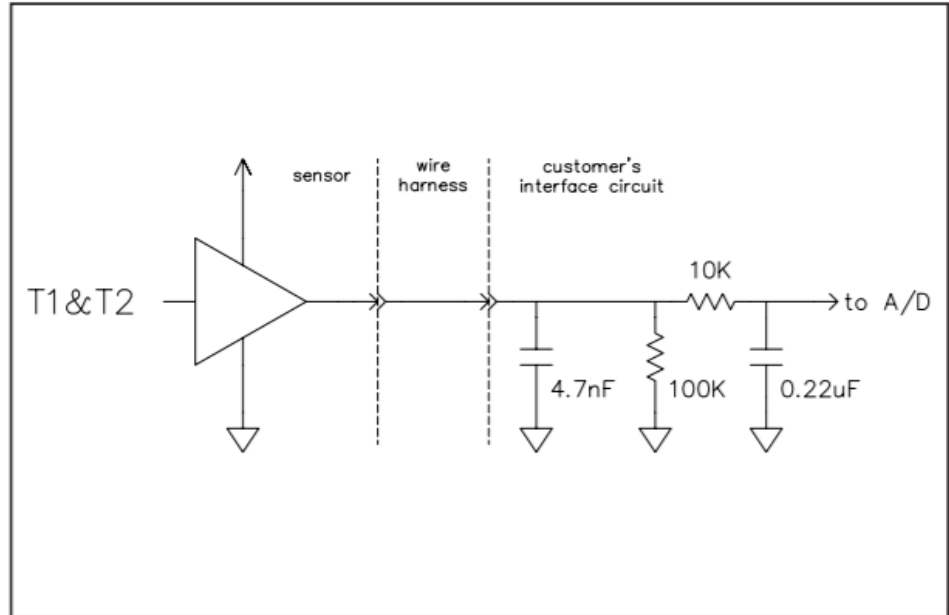 sensor
wire
harness
customer's
interface circuit
T1&T2
10K
to A/D
4.7nF
100K
0.22uF